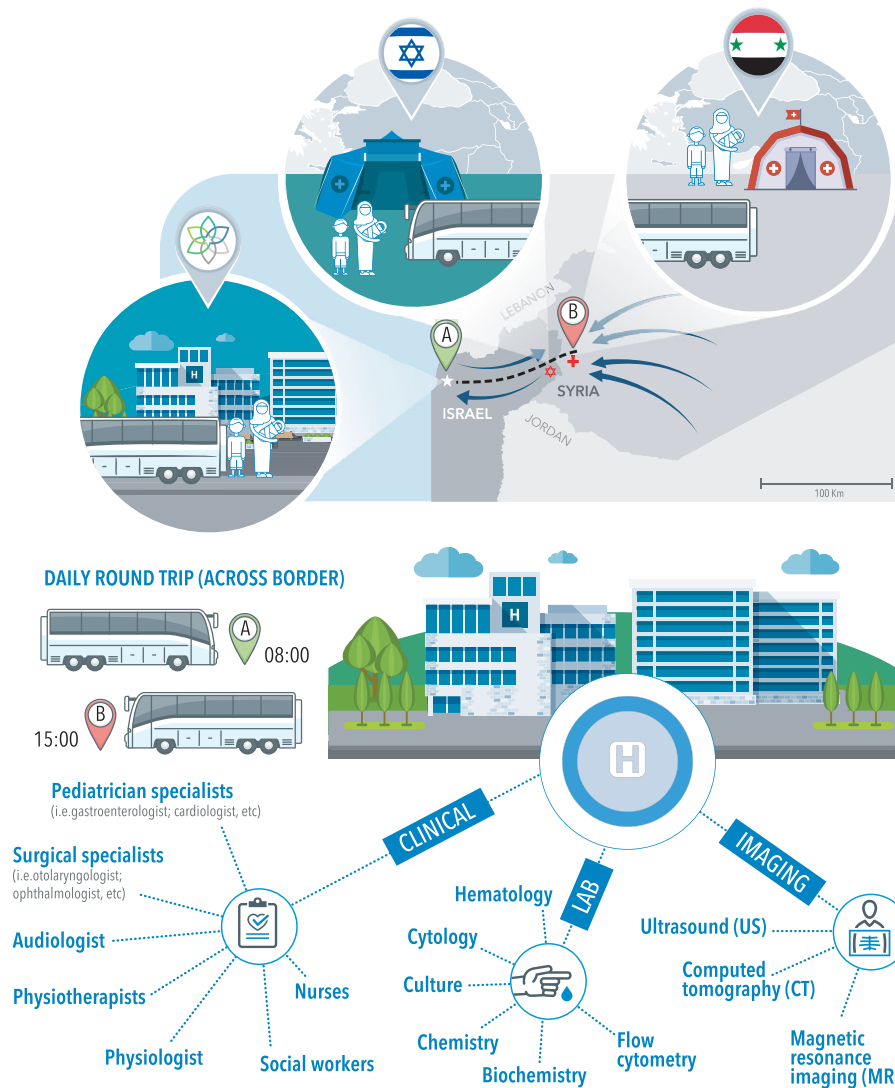 LEBANON
A
B
ISRAEL
SYRIA
JORDAN
H
100 Km
DAILY ROUND TRIP (ACROSS BORDER)
A
08:00
B
15:00
H
H
CLINICAL
Pediatrician specialists
(i.e.gastroenterologist; cardiologist, etc)
Surgical specialists
(i.e.otolaryngologist;
ophthalmologist, etc)
Audiologist
Physiotherapists
Physiologist
Social workers
Nurses
LAB
Hematology
Cytology
Culture
Chemistry
Biochemistry
Flow
cytometry
IMAGING
Ultrasound (US)
Computed
tomography (CT)
Magnetic
resonance
imaging (MR